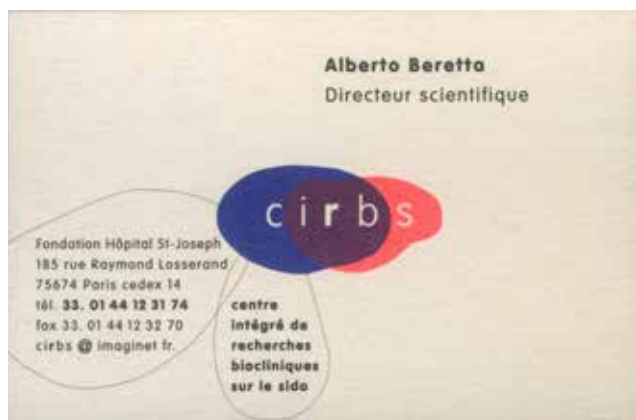 Alberto Beretta
Directeur scientifique
cirbs
Fondation Hôpital St-Joseph
185 rue Raymond Losserand
75674 Paris cedex 14
tél. 33. 01 44 12 31 74
fax 33. 01 44 12 32 70
cirbs @ imaginet fr.
centre
intégré de
recherches
biocliniques
sur le sida